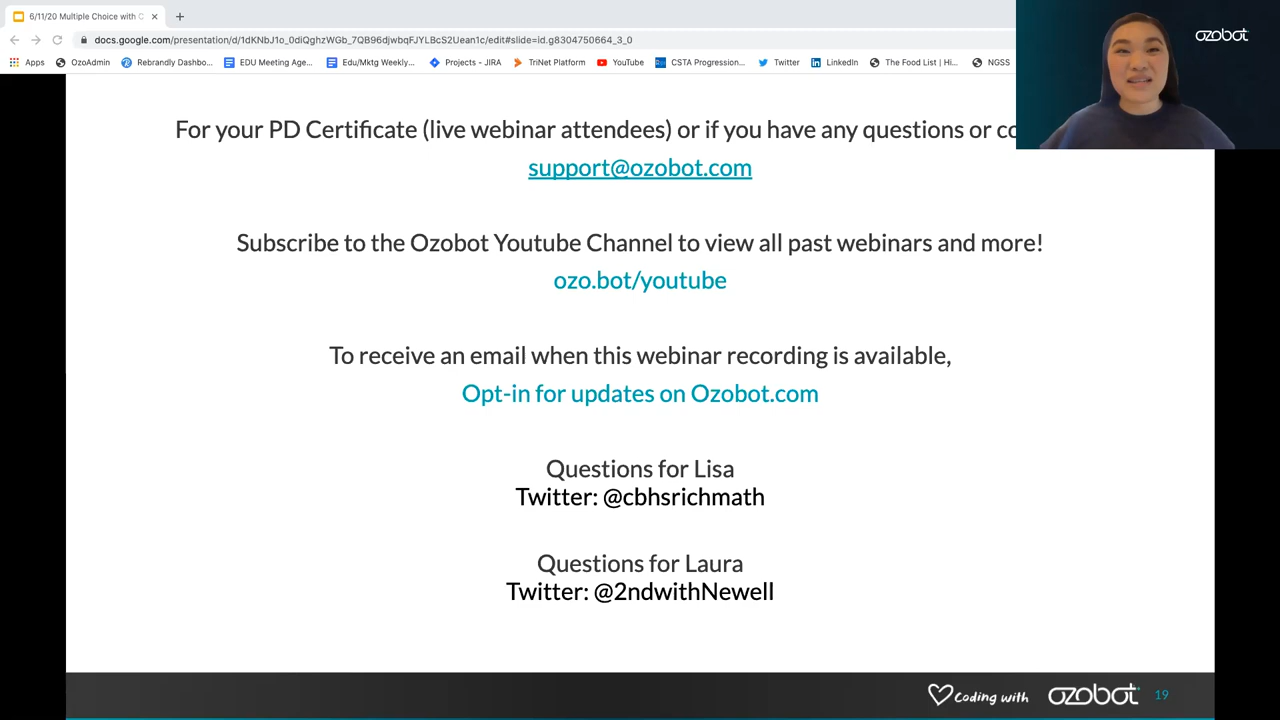 6/11/20 Multiple Choice with
docs.google.com/presentation/d/1dKNbJ1o_0diQghzWGb_7QB96djwbqFJYLBcS2Uean1c/edit#slide=id.g8304750664_3_0
Apps OzoAdmin Rebrandly Dashbo... EDU Meeting Age... Edu/Mktg Weekly... Projects - JIRA TriNet Platform YouTube CSTA Progression... Twitter LinkedIn The Food List | Hi... NGSS
ozobot
For your PD Certificate (live webinar attendees) or if you have any questions or
support@ozobot.com
Subscribe to the Ozobot Youtube Channel to view all past webinars and more!
ozo.bot/youtube
To receive an email when this webinar recording is available,
Opt-in for updates on Ozobot.com
Questions for Lisa
Twitter: @cbhsrichmath
Questions for Laura
Twitter: @2ndwithNewell
Coding with ozobot 19